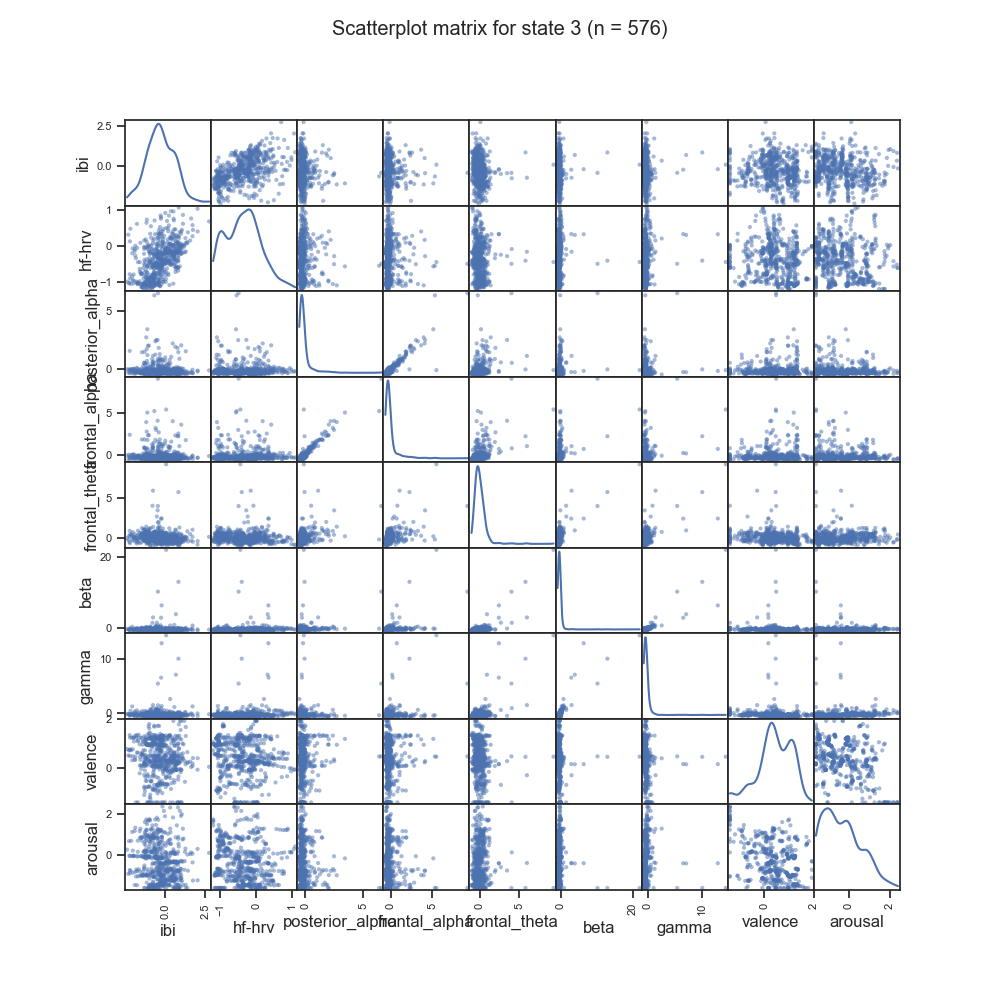 Scatterplot matrix for state 3 (n = 576)
2.5
0.0
ibi
1
0
−1
hf-hrv
5
0
posterior_alpha
5
0
frontal_alpha
5
0
frontal_theta
20
0
beta
10
0
gamma
2
0
valence
2
0
arousal
0.0 2.5 −1 0 1 0 5 0 5 0 5 0 20 0 10 0 2 0 2
ibi hf-hrv posterior_alpha frontal_alpha frontal_theta beta gamma valence arousal